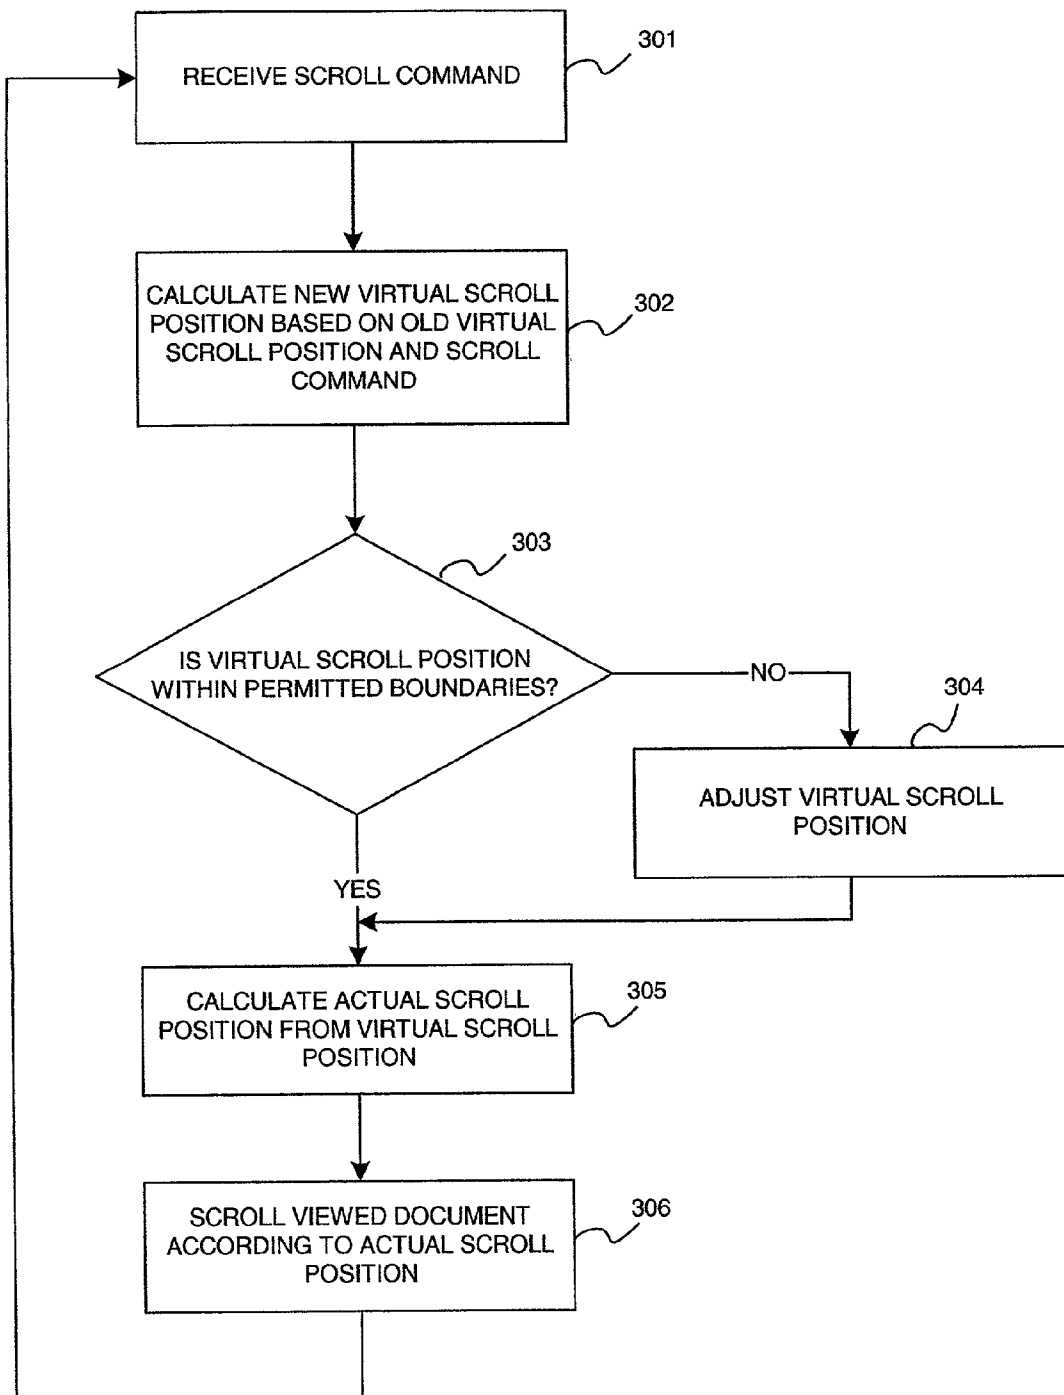 301
RECEIVE SCROLL COMMAND
302
CALCULATE NEW VIRTUAL SCROLL
POSITION BASED ON OLD VIRTUAL
SCROLL POSITION AND SCROLL
COMMAND
303
IS VIRTUAL SCROLL POSITION
WITHIN PERMITTED BOUNDARIES?
NO
304
ADJUST VIRTUAL SCROLL
POSITION
YES
305
CALCULATE ACTUAL SCROLL
POSITION FROM VIRTUAL SCROLL
POSITION
306
SCROLL VIEWED DOCUMENT
ACCORDING TO ACTUAL SCROLL
POSITION